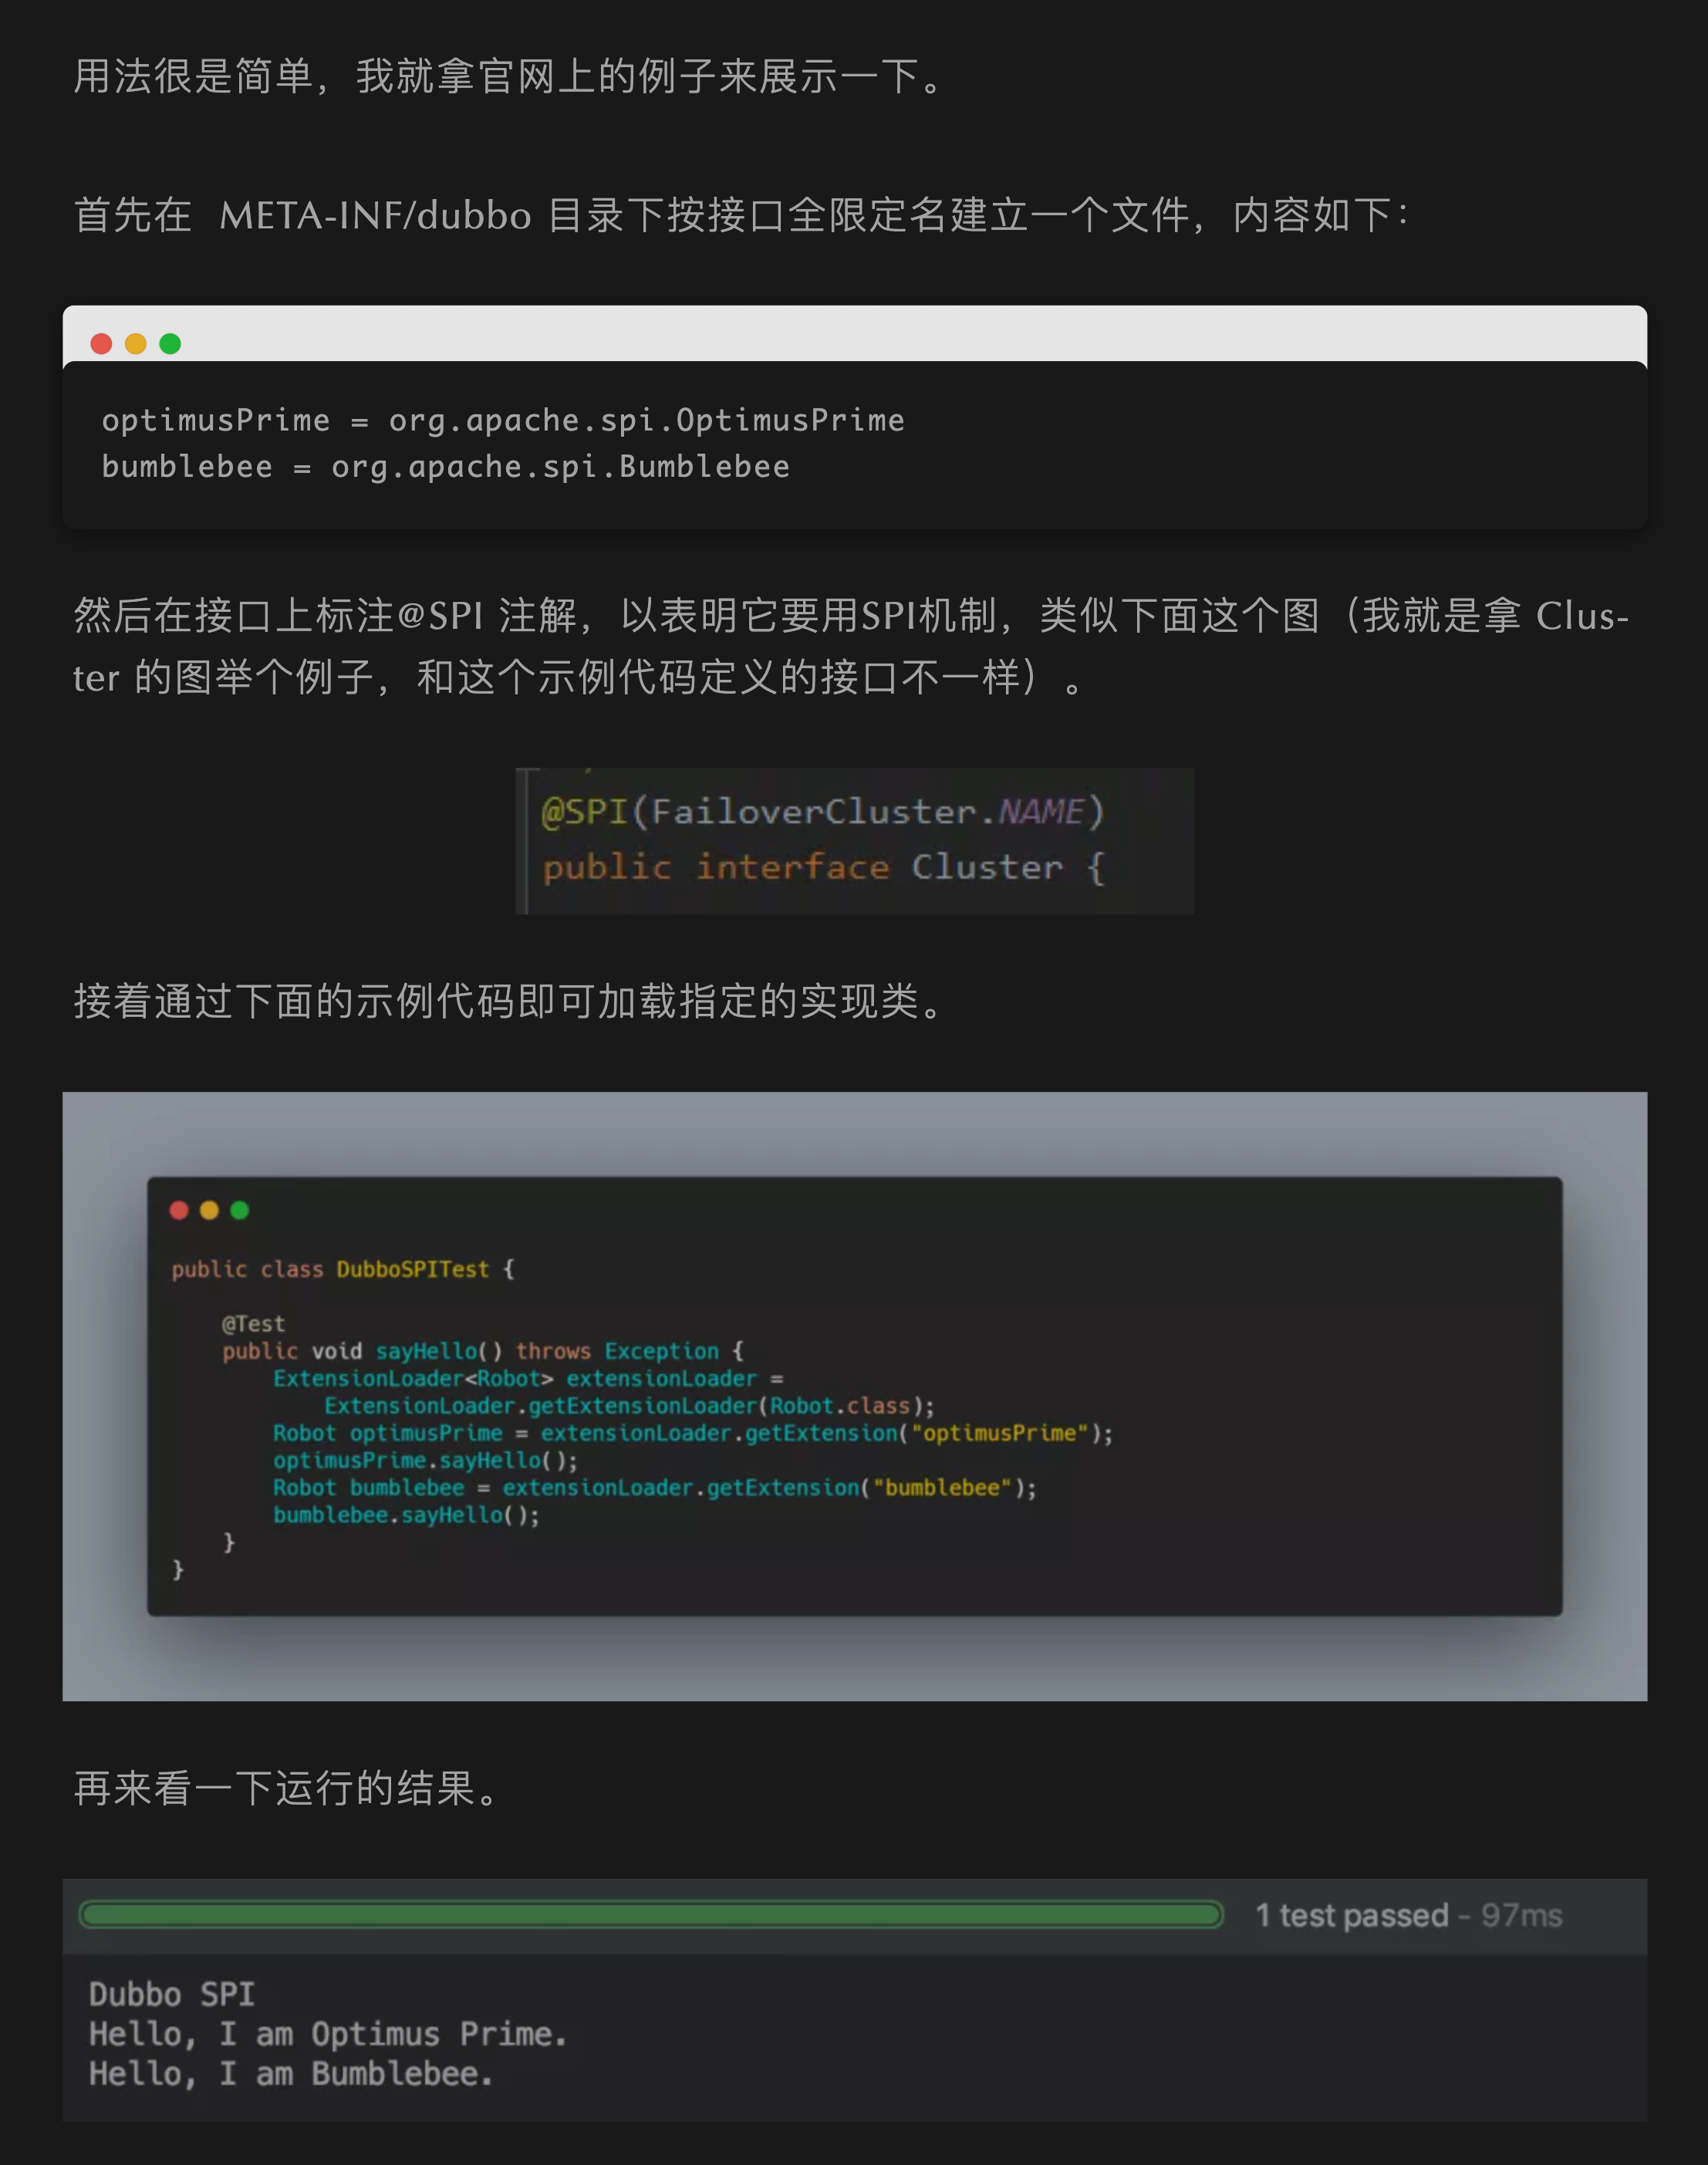 用法很是简单，我就拿官网上的例子来展示一下。
首先在 META-INF/dubbo 目录下按接口全限定名建立一个文件，内容如下：
optimusPrime = org.apache.spi.OptimusPrime
bumblebee = org.apache.spi.Bumblebee
然后在接口上标注@SPI 注解，以表明它要用SPI机制，类似下面这个图（我就是拿 Clus-
ter 的图举个例子，和这个示例代码定义的接口不一样）。
@SPI(FailoverCluster.NAME)
public interface Cluster {
接着通过下面的示例代码即可加载指定的实现类。
public class DubboSPITest {
    @Test
    public void sayHello() throws Exception {
        ExtensionLoader<Robot> extensionLoader =
            ExtensionLoader.getExtensionLoader(Robot.class);
        Robot optimusPrime = extensionLoader.getExtension("optimusPrime");
        optimusPrime.sayHello();
        Robot bumblebee = extensionLoader.getExtension("bumblebee");
        bumblebee.sayHello();
    }
}
再来看一下运行的结果。
1 test passed - 97ms
Dubbo SPI
Hello, I am Optimus Prime.
Hello, I am Bumblebee.